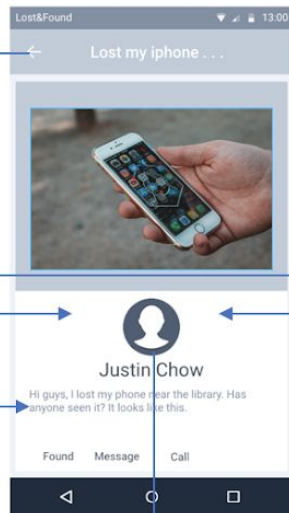 Lost&Found 13:00
Lost my iphone . . .
Justin Chow
Hi guys, I lost my phone near the library. Has
anyone seen it? It looks like this.
Found Message Call